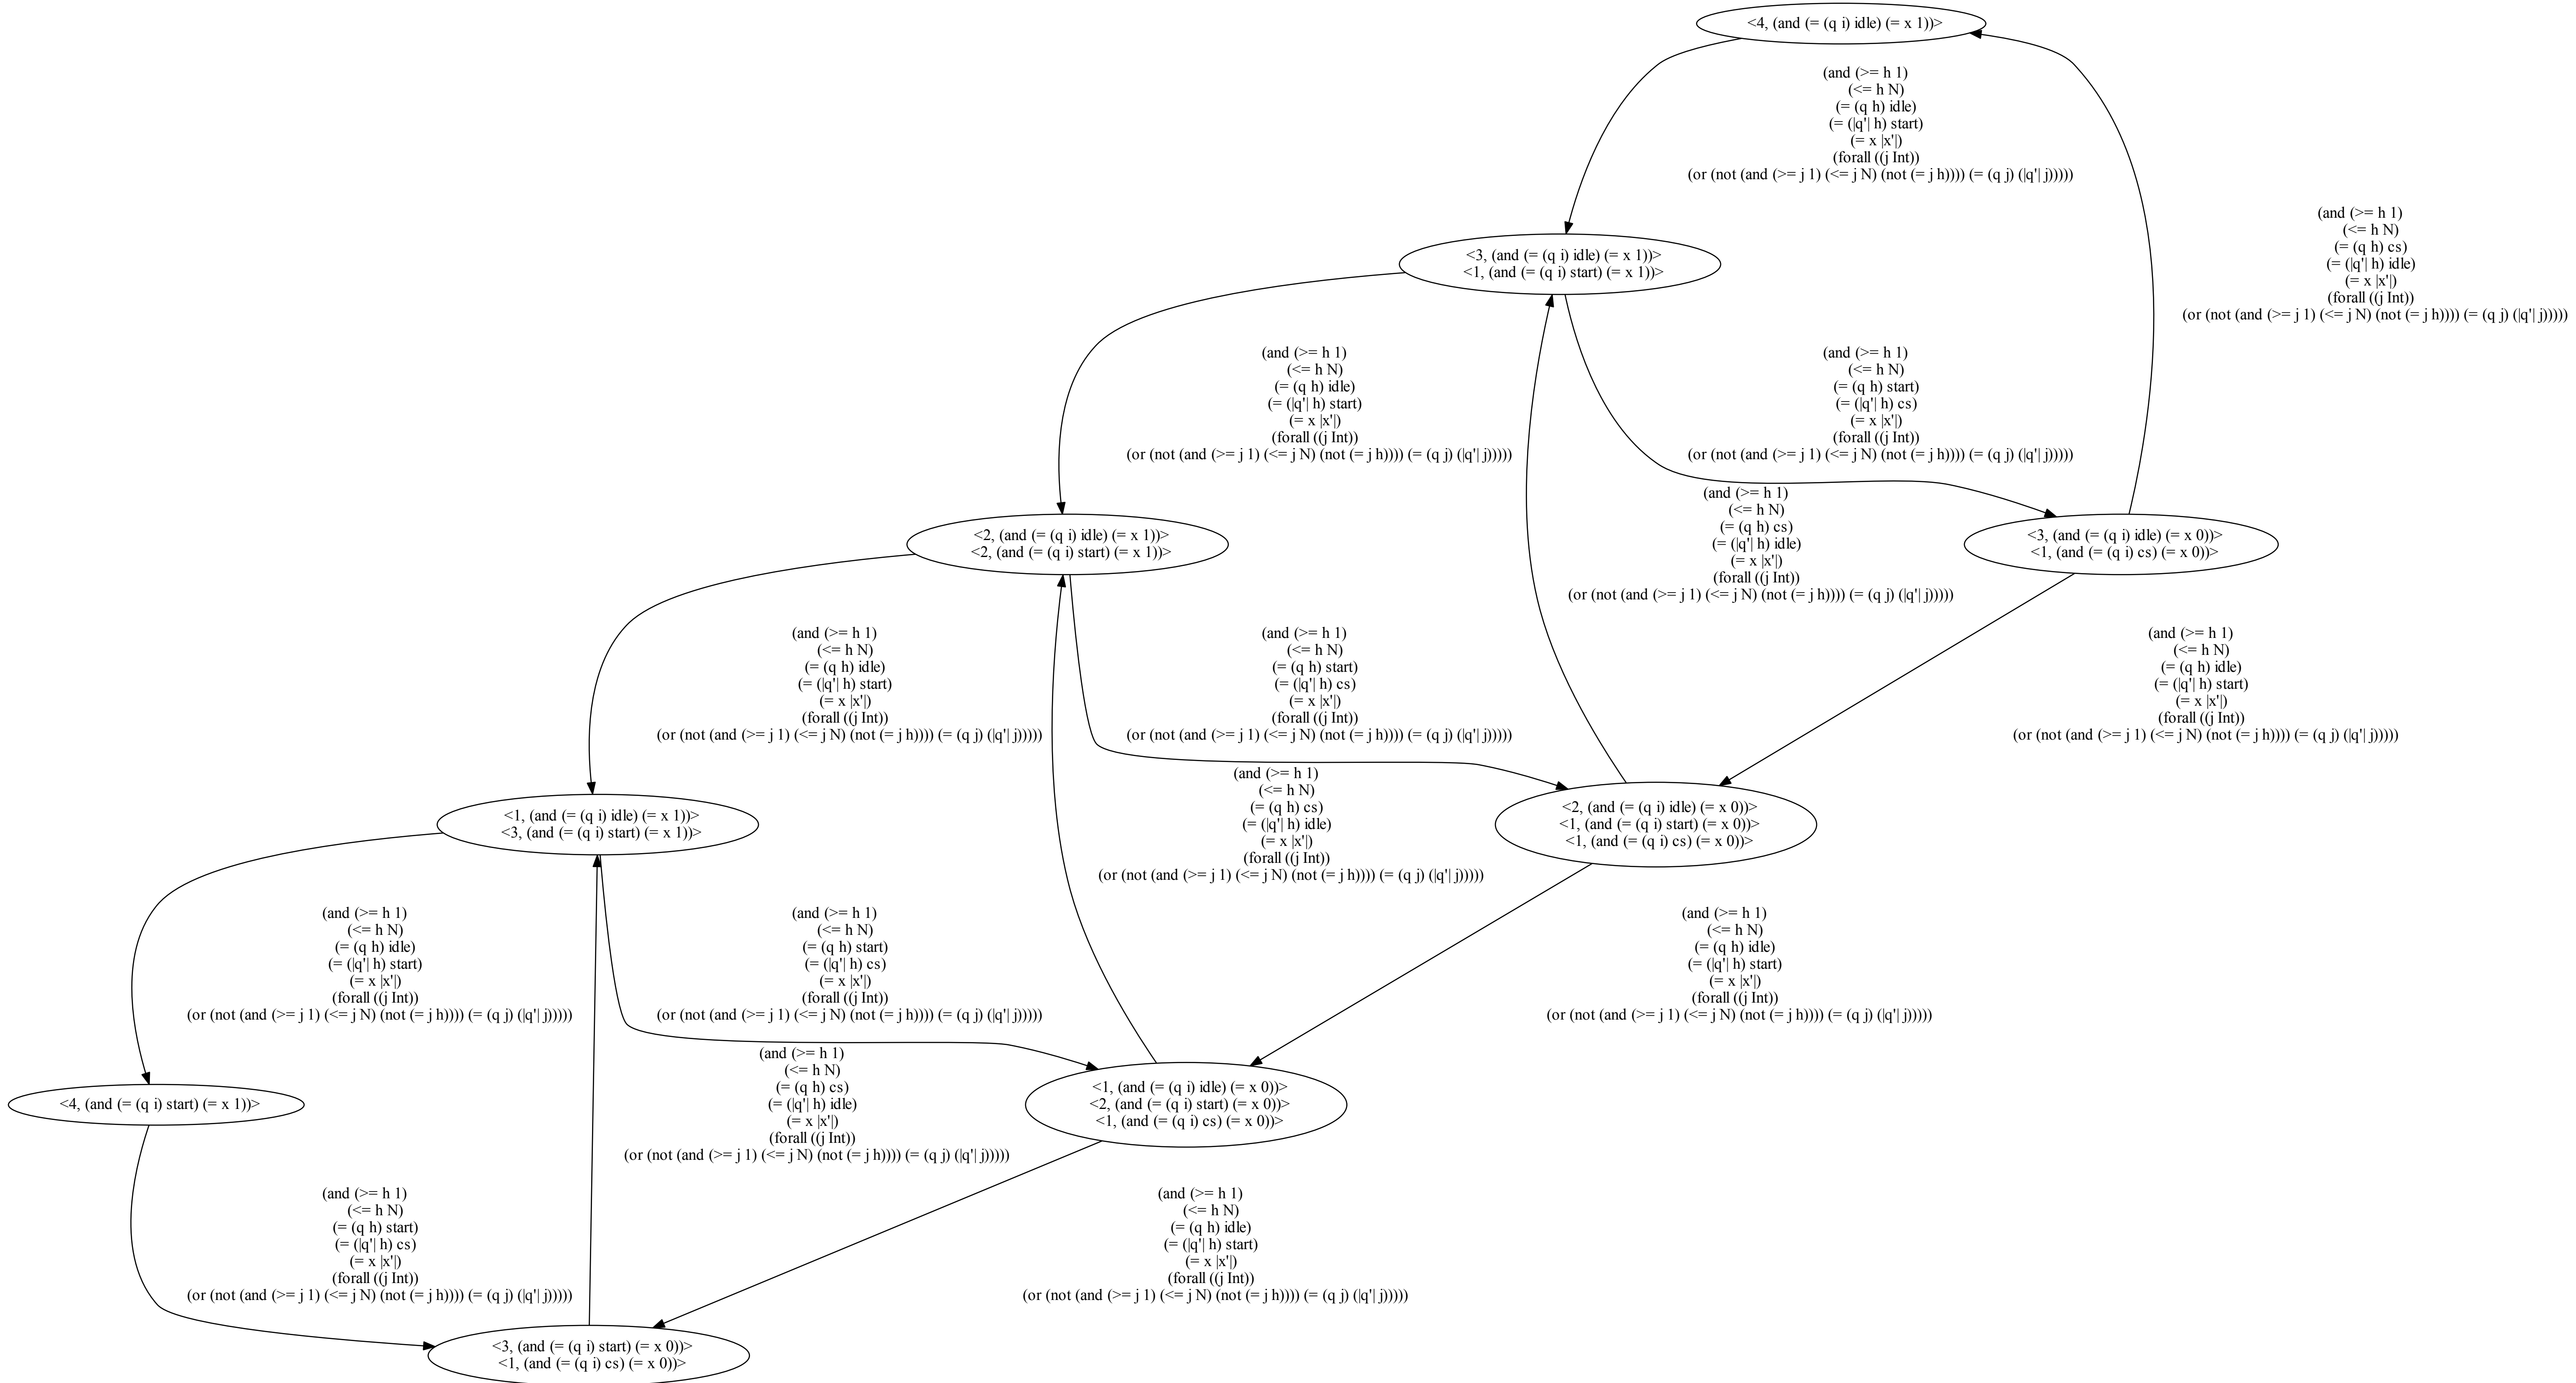 <4, (and (= (q i) idle) (= x 1))>
(and (>= h 1)
(<= h N)
(= (q h) idle)
(= (|q'| h) start)
(= x |x'|)
(forall ((j Int))
(or (not (and (>= j 1) (<= j N) (not (= j h)))) (= (q j) (|q'| j)))))
(and (>= h 1)
(<= h N)
(= (q h) cs)
(= (|q'| h) idle)
(= x |x'|)
(forall ((j Int))
(or (not (and (>= j 1) (<= j N) (not (= j h)))) (= (q j) (|q'| j)))))
<3, (and (= (q i) idle) (= x 1))>
<1, (and (= (q i) start) (= x 1))>
(and (>= h 1)
(<= h N)
(= (q h) idle)
(= (|q'| h) start)
(= x |x'|)
(forall ((j Int))
(or (not (and (>= j 1) (<= j N) (not (= j h)))) (= (q j) (|q'| j)))))
(and (>= h 1)
(<= h N)
(= (q h) start)
(= (|q'| h) cs)
(= x |x'|)
(forall ((j Int))
(or (not (and (>= j 1) (<= j N) (not (= j h)))) (= (q j) (|q'| j)))))
(and (>= h 1)
(<= h N)
(= (q h) cs)
(= (|q'| h) idle)
(= x |x'|)
(forall ((j Int))
(or (not (and (>= j 1) (<= j N) (not (= j h)))) (= (q j) (|q'| j)))))
<2, (and (= (q i) idle) (= x 1))>
<2, (and (= (q i) start) (= x 1))>
<3, (and (= (q i) idle) (= x 0))>
<1, (and (= (q i) cs) (= x 0))>
(and (>= h 1)
(<= h N)
(= (q h) idle)
(= (|q'| h) start)
(= x |x'|)
(forall ((j Int))
(or (not (and (>= j 1) (<= j N) (not (= j h)))) (= (q j) (|q'| j)))))
(and (>= h 1)
(<= h N)
(= (q h) start)
(= (|q'| h) cs)
(= x |x'|)
(forall ((j Int))
(or (not (and (>= j 1) (<= j N) (not (= j h)))) (= (q j) (|q'| j)))))
(and (>= h 1)
(<= h N)
(= (q h) idle)
(= (|q'| h) start)
(= x |x'|)
(forall ((j Int))
(or (not (and (>= j 1) (<= j N) (not (= j h)))) (= (q j) (|q'| j)))))
(and (>= h 1)
(<= h N)
(= (q h) cs)
(= (|q'| h) idle)
(= x |x'|)
(forall ((j Int))
(or (not (and (>= j 1) (<= j N) (not (= j h)))) (= (q j) (|q'| j)))))
<1, (and (= (q i) idle) (= x 1))>
<3, (and (= (q i) start) (= x 1))>
<2, (and (= (q i) idle) (= x 0))>
<1, (and (= (q i) start) (= x 0))>
<1, (and (= (q i) cs) (= x 0))>
(and (>= h 1)
(<= h N)
(= (q h) idle)
(= (|q'| h) start)
(= x |x'|)
(forall ((j Int))
(or (not (and (>= j 1) (<= j N) (not (= j h)))) (= (q j) (|q'| j)))))
(and (>= h 1)
(<= h N)
(= (q h) start)
(= (|q'| h) cs)
(= x |x'|)
(forall ((j Int))
(or (not (and (>= j 1) (<= j N) (not (= j h)))) (= (q j) (|q'| j)))))
(and (>= h 1)
(<= h N)
(= (q h) idle)
(= (|q'| h) start)
(= x |x'|)
(forall ((j Int))
(or (not (and (>= j 1) (<= j N) (not (= j h)))) (= (q j) (|q'| j)))))
(and (>= h 1)
(<= h N)
(= (q h) cs)
(= (|q'| h) idle)
(= x |x'|)
(forall ((j Int))
(or (not (and (>= j 1) (<= j N) (not (= j h)))) (= (q j) (|q'| j)))))
<4, (and (= (q i) start) (= x 1))>
<1, (and (= (q i) idle) (= x 0))>
<2, (and (= (q i) start) (= x 0))>
<1, (and (= (q i) cs) (= x 0))>
(and (>= h 1)
(<= h N)
(= (q h) start)
(= (|q'| h) cs)
(= x |x'|)
(forall ((j Int))
(or (not (and (>= j 1) (<= j N) (not (= j h)))) (= (q j) (|q'| j)))))
(and (>= h 1)
(<= h N)
(= (q h) idle)
(= (|q'| h) start)
(= x |x'|)
(forall ((j Int))
(or (not (and (>= j 1) (<= j N) (not (= j h)))) (= (q j) (|q'| j)))))
<3, (and (= (q i) start) (= x 0))>
<1, (and (= (q i) cs) (= x 0))>